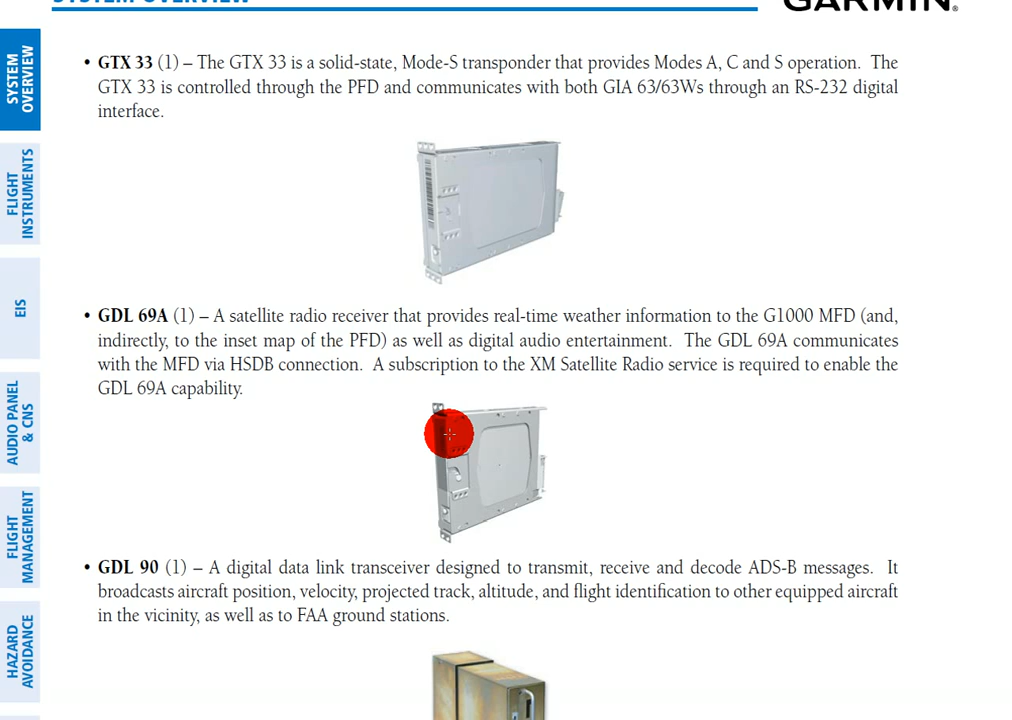 SYSTEM OVERVIEW
GARMIN®
SYSTEM
OVERVIEW
FLIGHT
INSTRUMENTS
EIS
AUDIO PANEL
& CNS
FLIGHT
MANAGEMENT
HAZARD
AVOIDANCE
• GTX 33 (1) – The GTX 33 is a solid-state, Mode-S transponder that provides Modes A, C and S operation. The
GTX 33 is controlled through the PFD and communicates with both GIA 63/63Ws through an RS-232 digital
interface.
• GDL 69A (1) – A satellite radio receiver that provides real-time weather information to the G1000 MFD (and,
indirectly, to the inset map of the PFD) as well as digital audio entertainment. The GDL 69A communicates
with the MFD via HSDB connection. A subscription to the XM Satellite Radio service is required to enable the
GDL 69A capability.
• GDL 90 (1) – A digital data link transceiver designed to transmit, receive and decode ADS-B messages. It
broadcasts aircraft position, velocity, projected track, altitude, and flight identification to other equipped aircraft
in the vicinity, as well as to FAA ground stations.